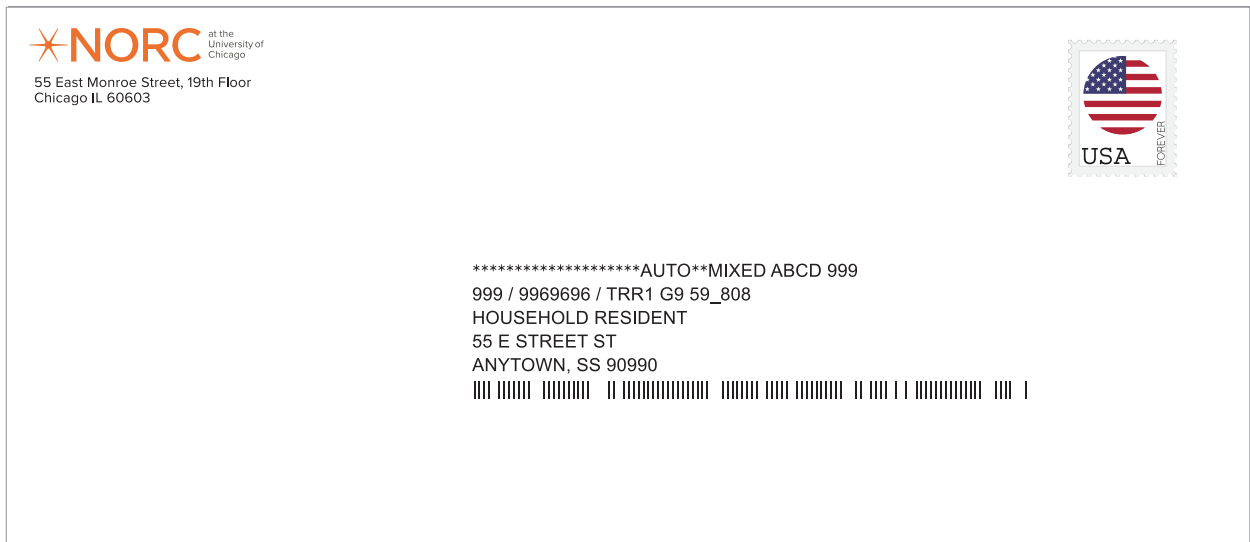 NORC
at the
University of
Chicago
55 East Monroe Street, 19th Floor
Chicago IL 60603
USA
FOREVER
********************AUTO**MIXED ABCD 999
999 / 9969696 / TRR1 G9 59_808
HOUSEHOLD RESIDENT
55 E STREET ST
ANYTOWN, SS 90990